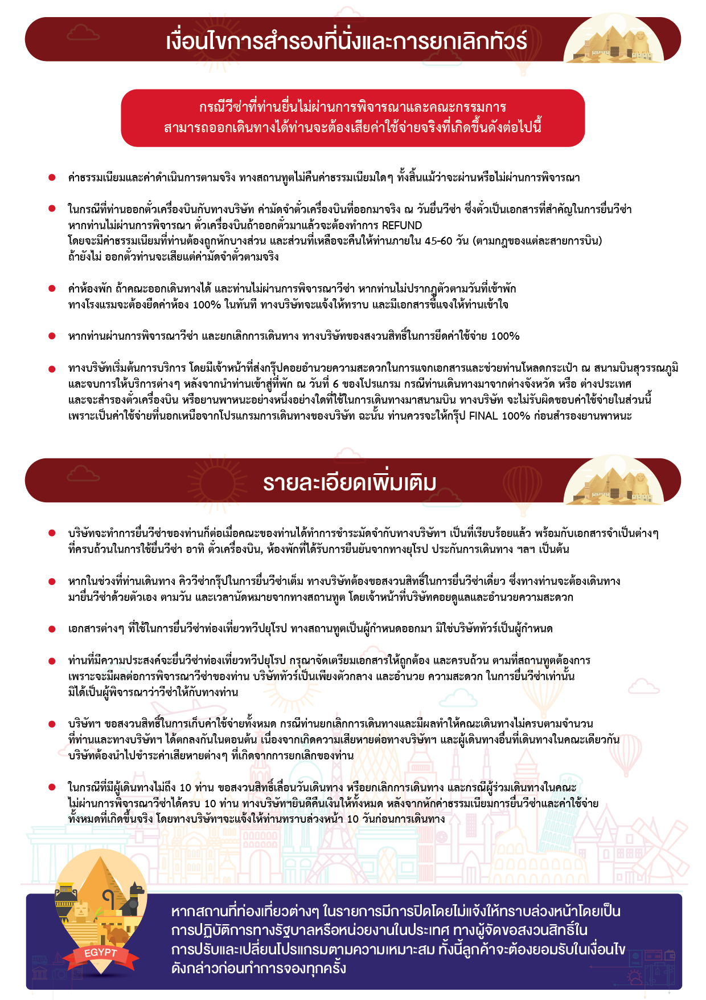 เงื่อนไขการสำรองที่นั่งและการยกเลิกทัวร์
กรณีวีซ่าที่ท่านยื่นไม่ผ่านการพิจารณาและคณะกรรมการ
สามารถออกเดินทางได้ท่านจะต้องเสียค่าใช้จ่ายจริงที่เกิดขึ้นดังต่อไปนี้
ค่าธรรมเนียมและค่าดำเนินการตามจริง ทางสถานทูตไม่คืนค่าธรรมเนียมใดๆ ทั้งสิ้นแม้ว่าจะผ่านหรือไม่ผ่านการพิจารณา
ในกรณีที่ท่านออกตั๋วเครื่องบินกับทางบริษัท ค่ามัดจำตั๋วเครื่องบินที่ออกมาจริง ณ วันยื่นวีซ่า ซึ่งตั๋วเป็นเอกสารที่สำคัญในการยื่นวีซ่า
หากท่านไม่ผ่านการพิจารณา ตั๋วเครื่องบินถ้าออกตั๋วมาแล้วจะต้องทำการ REFUND
โดยจะมีค่าธรรมเนียมที่ท่านต้องถูกหักบางส่วน และส่วนที่เหลือจะคืนให้ท่านภายใน 45-60 วัน (ตามกฎของแต่ละสายการบิน)
ถ้ายังไม่ ออกตั๋วท่านจะเสียแต่ค่ามัดจำตั๋วตามจริง
ค่าห้องพัก ถ้าคณะออกเดินทางได้ และท่านไม่ผ่านการพิจารณาวีซ่า หากท่านไม่ปรากฏตัวตามวันที่เข้าพัก
ทางโรงแรมจะต้องยึดค่าห้อง 100% ในทันที ทางบริษัทจะแจ้งให้ทราบ และมีเอกสารชี้แจงให้ท่านเข้าใจ
หากท่านผ่านการพิจารณาวีซ่า และยกเลิกการเดินทาง ทางบริษัทของสงวนสิทธิ์ในการยึดค่าใช้จ่าย 100%
ทางบริษัทเริ่มต้นการบริการ โดยมีเจ้าหน้าที่ส่งกรุ๊ปคอยอำนวยความสะดวกในการแจกเอกสารและช่วยท่านโหลดกระเป๋า ณ สนามบินสุวรรณภูมิ
และจบการให้บริการต่างๆ หลังจากนำท่านเข้าสู่ที่พัก ณ วันที่ 6 ของโปรแกรม กรณีท่านเดินทางมาจากต่างจังหวัด หรือ ต่างประเทศ
และจะสำรองตั๋วเครื่องบิน หรือยานพาหนะอย่างหนึ่งอย่างใดที่ใช้ในการเดินทางมาสนามบิน ทางบริษัท จะไม่รับผิดชอบค่าใช้จ่ายในส่วนนี้
เพราะเป็นค่าใช้จ่ายที่นอกเหนือจากโปรแกรมการเดินทางของบริษัท ฉะนั้น ท่านควรจะให้กรุ๊ป FINAL 100% ก่อนสำรองยานพาหนะ
รายละเอียดเพิ่มเติม
บริษัทจะทำการยื่นวีซ่าของท่านก็ต่อเมื่อคณะของท่านได้ทำการชำระมัดจำกับทางบริษัทฯ เป็นที่เรียบร้อยแล้ว พร้อมกับเอกสารจำเป็นต่างๆ
ที่ครบถ้วนในการใช้ยื่นวีซ่า อาทิ ตั๋วเครื่องบิน, ห้องพักที่ได้รับการยืนยันจากทางยุโรป ประกันการเดินทาง ฯลฯ เป็นต้น
หากในช่วงที่ท่านเดินทาง คิววีซ่ากรุ๊ปในการยื่นวีซ่าเต็ม ทางบริษัทต้องขอสงวนสิทธิ์ในการยื่นวีซ่าเดี่ยว ซึ่งทางท่านจะต้องเดินทาง
มายื่นวีซ่าด้วยตัวเอง ตามวัน และเวลานัดหมายจากทางสถานทูต โดยเจ้าหน้าที่บริษัทคอยดูแลและอำนวยความสะดวก
เอกสารต่างๆ ที่ใช้ในการยื่นวีซ่าท่องเที่ยวทวีปยุโรป ทางสถานทูตเป็นผู้กำหนดออกมา มิใช่บริษัททัวร์เป็นผู้กำหนด
ท่านที่มีความประสงค์จะยื่นวีซ่าท่องเที่ยวทวีปยุโรป กรุณาจัดเตรียมเอกสารให้ถูกต้อง และครบถ้วน ตามที่สถานทูตต้องการ
เพราะจะมีผลต่อการพิจารณาวีซ่าของท่าน บริษัททัวร์เป็นเพียงตัวกลาง และอำนวย ความสะดวก ในการยื่นวีซ่าเท่านั้น
มิได้เป็นผู้พิจารณาว่าวีซ่าให้กับทางท่าน
บริษัทฯ ขอสงวนสิทธิ์ในการเก็บค่าใช้จ่ายทั้งหมด กรณีท่านยกเลิกการเดินทางและมีผลทำให้คณะเดินทางไม่ครบตามจำนวน
ที่ท่านและทางบริษัทฯ ได้ตกลงกันในตอนต้น เนื่องจากเกิดความเสียหายต่อทางบริษัทฯ และผู้เดินทางอื่นที่เดินทางในคณะเดียวกัน
บริษัทต้องนำไปชำระค่าเสียหายต่างๆ ที่เกิดจากการยกเลิกของท่าน
ในกรณีที่มีผู้เดินทางไม่ถึง 10 ท่าน ขอสงวนสิทธิ์เลื่อนวันเดินทาง หรือยกเลิกการเดินทาง และกรณีผู้ร่วมเดินทางในคณะ
ไม่ผ่านการพิจารณาวีซ่าได้ครบ 10 ท่าน ทางบริษัทฯยินดีคืนเงินให้ทั้งหมด หลังจากหักค่าธรรมเนียมการยื่นวีซ่าและค่าใช้จ่าย
ทั้งหมดที่เกิดขึ้นจริง โดยทางบริษัทฯจะแจ้งให้ท่านทราบล่วงหน้า 10 วันก่อนการเดินทาง
หากสถานที่ท่องเที่ยวต่างๆ ในรายการมีการปิดโดยไม่แจ้งให้ทราบล่วงหน้าโดยเป็น
การปฏิบัติการทางรัฐบาลหรือหน่วยงานในประเทศ ทางผู้จัดขอสงวนสิทธิ์ใน
การปรับและเปลี่ยนโปรแกรมตามความเหมาะสม ทั้งนี้ลูกค้าจะต้องยอมรับในเงื่อนไข
ดังกล่าวก่อนทำการจองทุกครั้ง
EGYPT